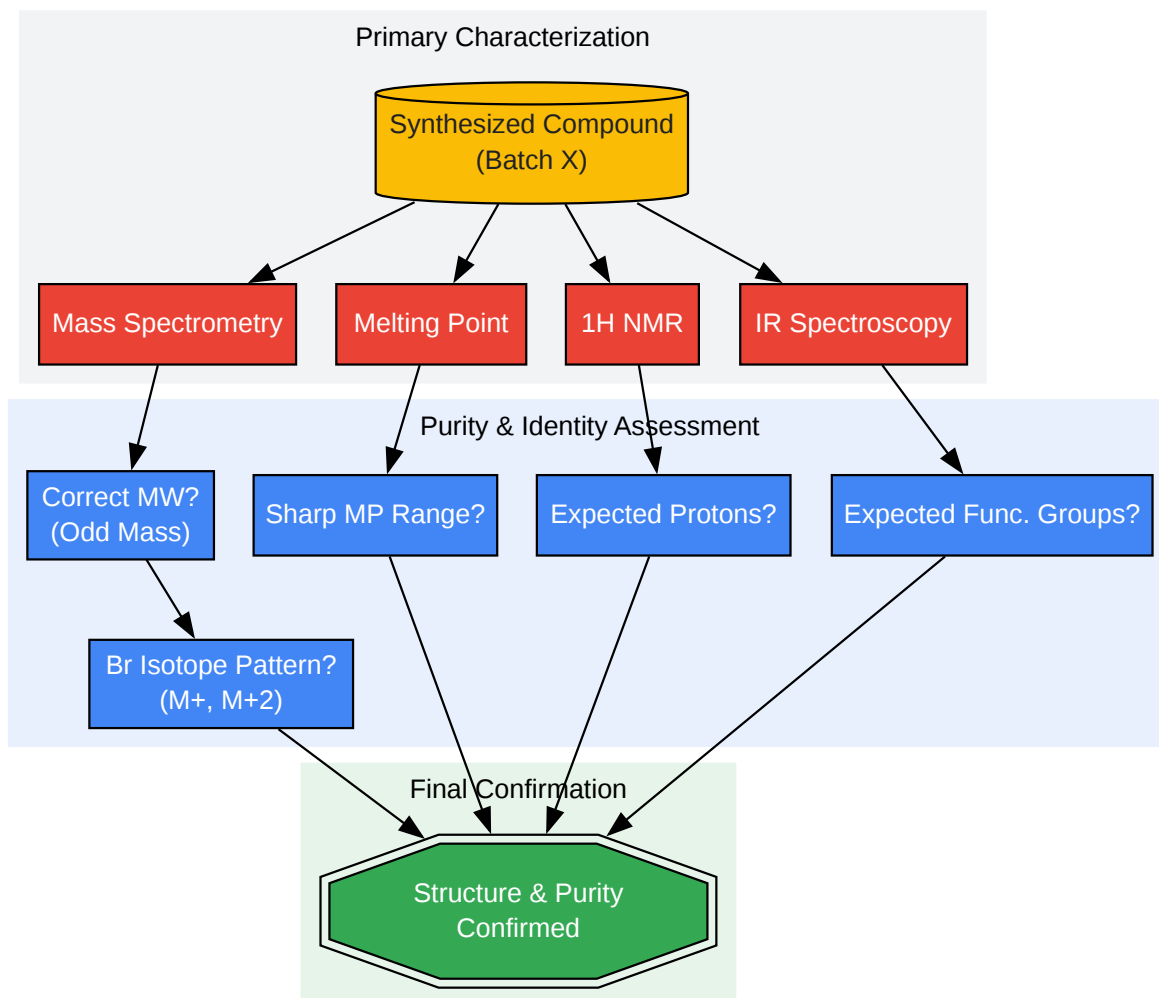 Primary Characterization
Synthesized Compound
(Batch X)
Mass Spectrometry
Melting Point
1H NMR
IR Spectroscopy
Purity & Identity Assessment
Correct MW?
(Odd Mass)
Sharp MP Range?
Expected Protons?
Expected Func. Groups?
Br Isotope Pattern?
(M+, M+2)
Final Confirmation
Structure & Purity
Confirmed